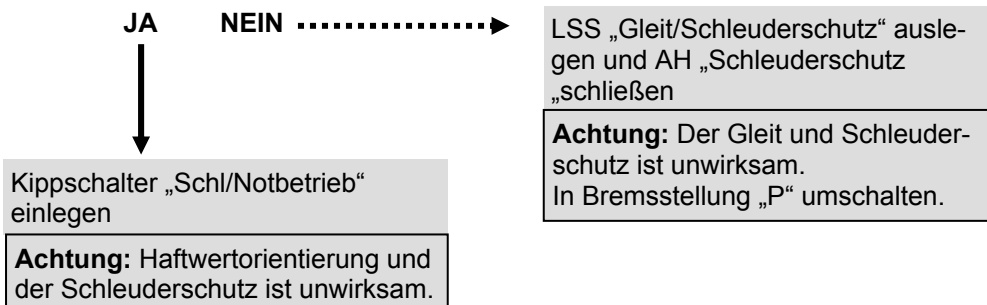 JA NEIN
LSS „Gleit/Schleuderschutz“ ausle-
gen und AH „Schleuderschutz
„schließen
Achtung: Der Gleit und Schleuder-
schutz ist unwirksam.
In Bremsstellung „P“ umschalten.
Kippschalter „Schl/Notbetrieb“
einlegen
Achtung: Haftwertorientierung und
der Schleuderschutz ist unwirksam.